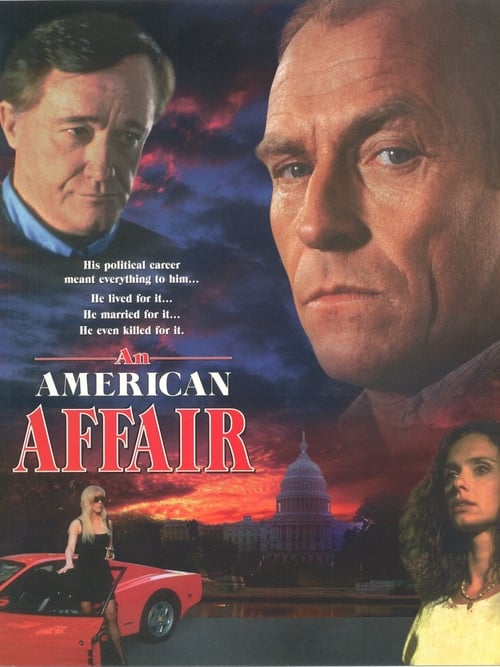 His political career
meant everything to him...
He lived for it...
He married for it...
He even killed for it.
An
AMERICAN
AFFAIR